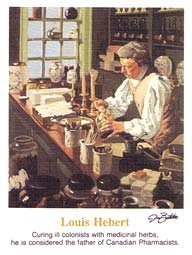 Louis Hebert
Curing ill colonists with medicinal herbs,
he is considered the father of Canadian Pharmacists.